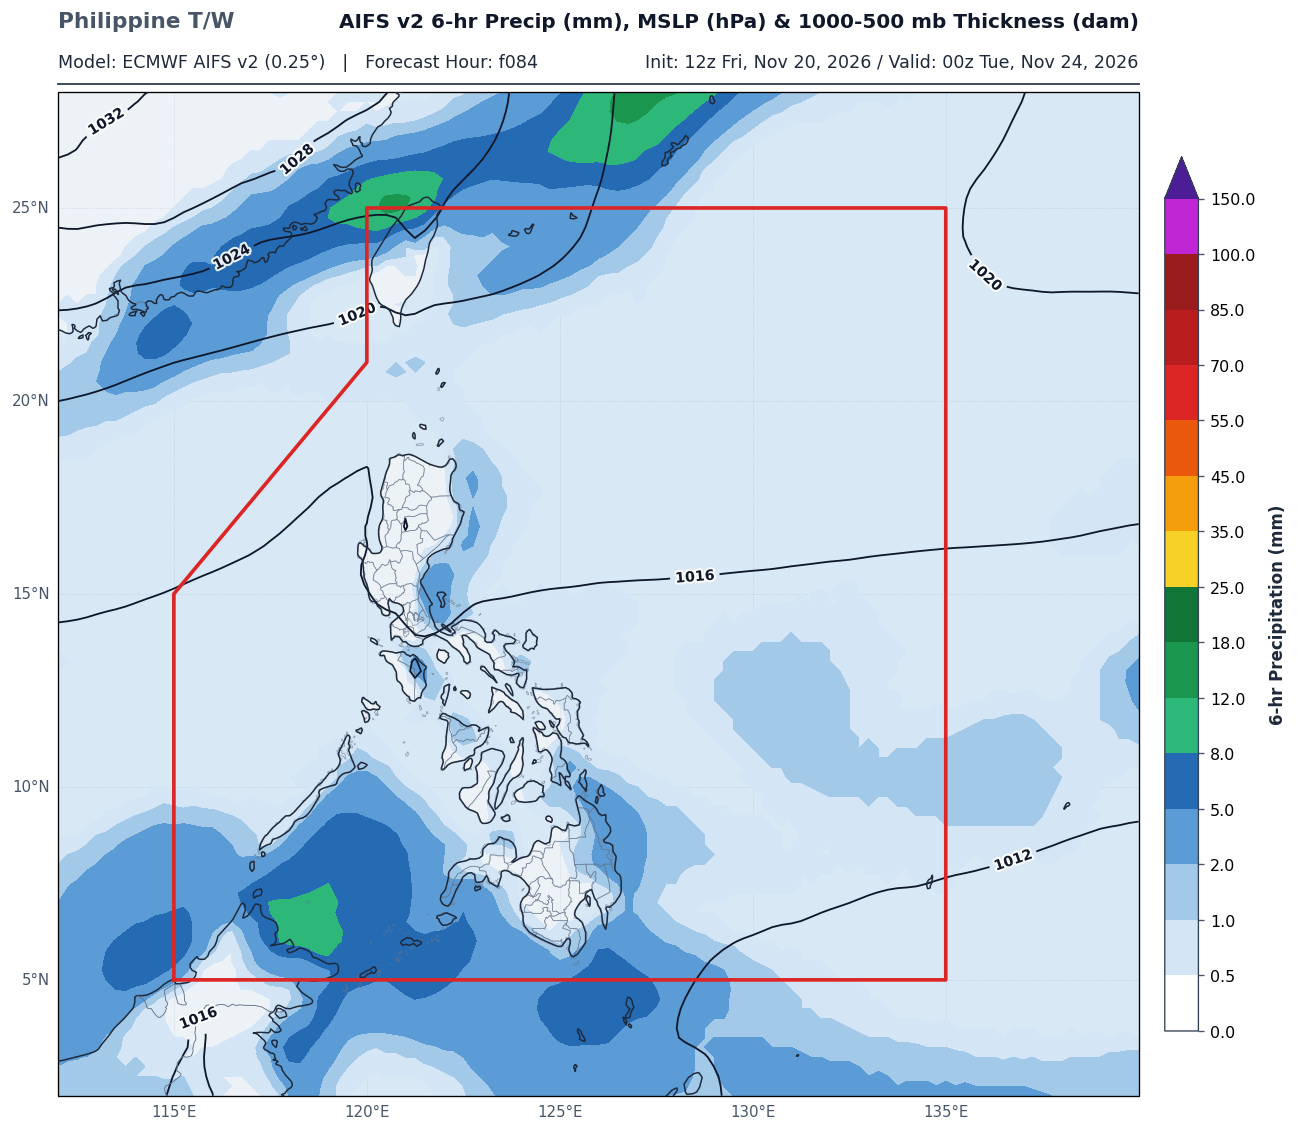 Philippine T/W
AIFS v2 6-hr Precip (mm), MSLP (hPa) & 1000-500 mb Thickness (dam)
Model: ECMWF AIFS v2 (0.25°)   |   Forecast Hour: f084
Init: 12z Fri, Nov 20, 2026 / Valid: 00z Tue, Nov 24, 2026
1032
1028
1024
1020
1020
1016
1012
1016
25°N
20°N
15°N
10°N
5°N
115°E
120°E
125°E
130°E
135°E
150.0
100.0
85.0
70.0
55.0
45.0
35.0
25.0
18.0
12.0
8.0
5.0
2.0
1.0
0.5
0.0
6-hr Precipitation (mm)